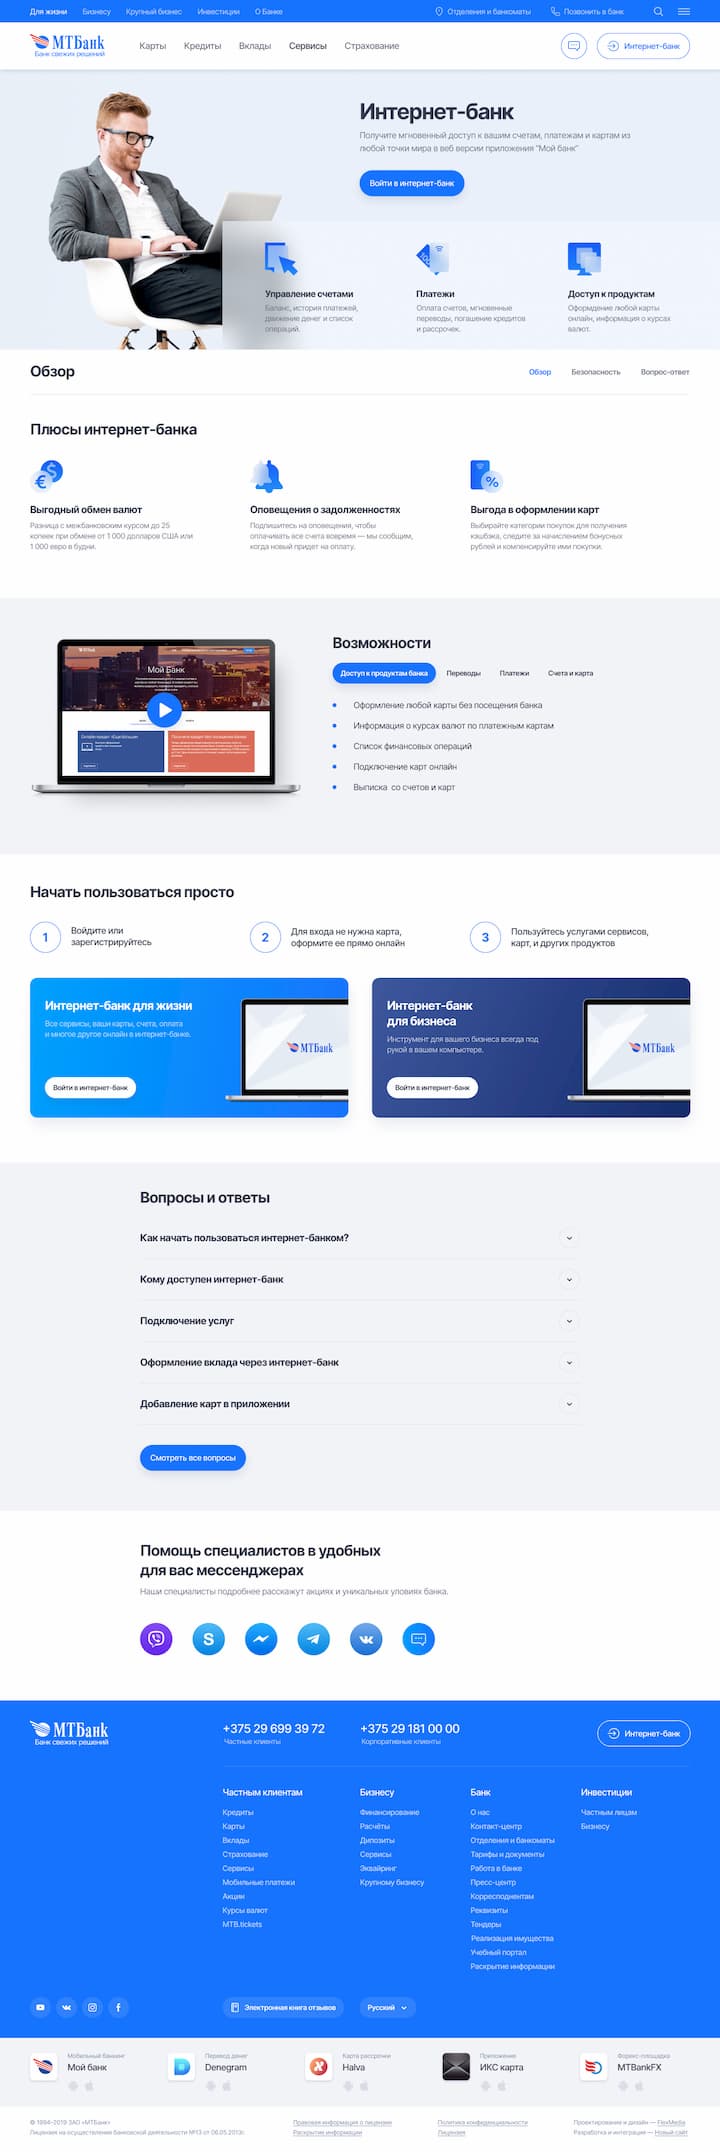 Для жизни Бизнесу Крупный бизнес Инвестиции О Банке Отделения и банкоматы Позвонить в банк
МТБанк
Банк свежих решений
Карты Кредиты Вклады Сервисы Страхование Интернет-банк
Интернет-банк
Получите мгновенный доступ к вашим счетам, платежам и картам из
любой точки мира в веб версии приложения "Мой банк"
Войти в интернет-банк
Управление счетами
Баланс, история платежей,
движение денег и список
операций.
Платежи
Оплата счетов, мгновенные
переводы, погашение кредитов
и рассрочек.
Доступ к продуктам
Оформдение любой карты
онлайн, информация о курсах
валют.
Обзор
Обзор Безопасность Вопрос-ответ
Плюсы интернет-банка
Выгодный обмен валют
Разница с межбанковским курсом до 25
копеек при обмене от 1 000 долларов США или
1 000 евро в будни.
Оповещения о задолженностях
Подпишитесь на оповещения, чтобы
оплачивать все счета вовремя — мы сообщим,
когда новый придет на оплату.
Выгода в оформлении карт
Выбирайте категории покупок для получения
кэшбэка, следите за начислением бонусных
рублей и компенсируйте ими покупки.
Мой Банк
Возможности
Доступ к продуктам банка Переводы Платежи Счета и карта
Оформление любой карты без посещения банка
Информация о курсах валют по платежным картам
Список финансовых операций
Подключение карт онлайн
Выписка со счетов и карт
Начать пользоваться просто
1
Войдите или
зарегистрируйтесь
2
Для входа не нужна карта,
оформите ее прямо онлайн
3
Пользуйтесь услугами сервисов,
карт, и других продуктов
Интернет-банк для жизни
Все сервисы, ваши карты, счета, оплата
и многое другое онлайн в интернет-банке.
Войти в интернет-банк
МТБанк
Интернет-банк
для бизнеса
Инструмент для вашего бизнеса всегда под
рукой в вашем компьютере.
Войти в интернет-банк
МТБанк
Вопросы и ответы
Как начать пользоваться интернет-банком?
Кому доступен интернет-банк
Подключение услуг
Оформление вклада через интернет-банк
Добавление карт в приложении
Смотреть все вопросы
Помощь специалистов в удобных
для вас мессенджерах
Наши специалисты подробнее расскажут акциях и уникальных уловиях банка.
МТБанк
Банк свежих решений
+375 29 699 39 72
Частные клиенты
+375 29 181 00 00
Корпоративные клиенты
Интернет-банк
Частным клиентам
Кредиты
Карты
Вклады
Страхование
Сервисы
Мобильные платежи
Акции
Курсы валют
MTB.tickets
Бизнесу
Финансирование
Расчёты
Дипозиты
Сервисы
Эквайринг
Крупному бизнесу
Банк
О нас
Контакт-центр
Отделения и банкоматы
Тарифы и документы
Работа в банке
Пресс-центр
Корресподнентам
Реквизиты
Тендеры
Реализация имущества
Учебный портал
Раскрытие информации
Инвестиции
Частным лицам
Бизнесу
Электронная книга отзывов Русский
Мобильный банкинг
Мой банк
Перевод денег
Denegram
Карта рассрочки
Halva
Приложение
ИКС карта
Форекс-площадка
MTBankFX
© 1994–2019 ЗАО «МТБанк»
Лицензия на осуществление банковской деятельности №13 от 06.05.2013г.
Правовая информация о лицензии
Раскрытие информации
Политика конфиденциальности
Лицензия
Проектирование и дизайн — FlexMedia
Разработка и интеграция — Новый сайт